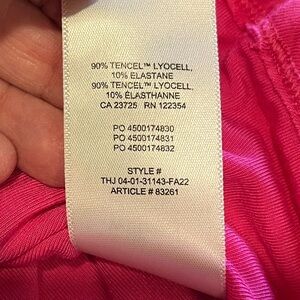 90% TENCEL™ LYOCELL,
10% ELASTANE
90% TENCEL™ LYOCELL,
10% ÉLASTHANNE
CA 23725 RN 122354
PO 4500174830
PO 4500174831
PO 4500174832
STYLE #
THJ 04-01-31143-FA22
ARTICLE # 83261